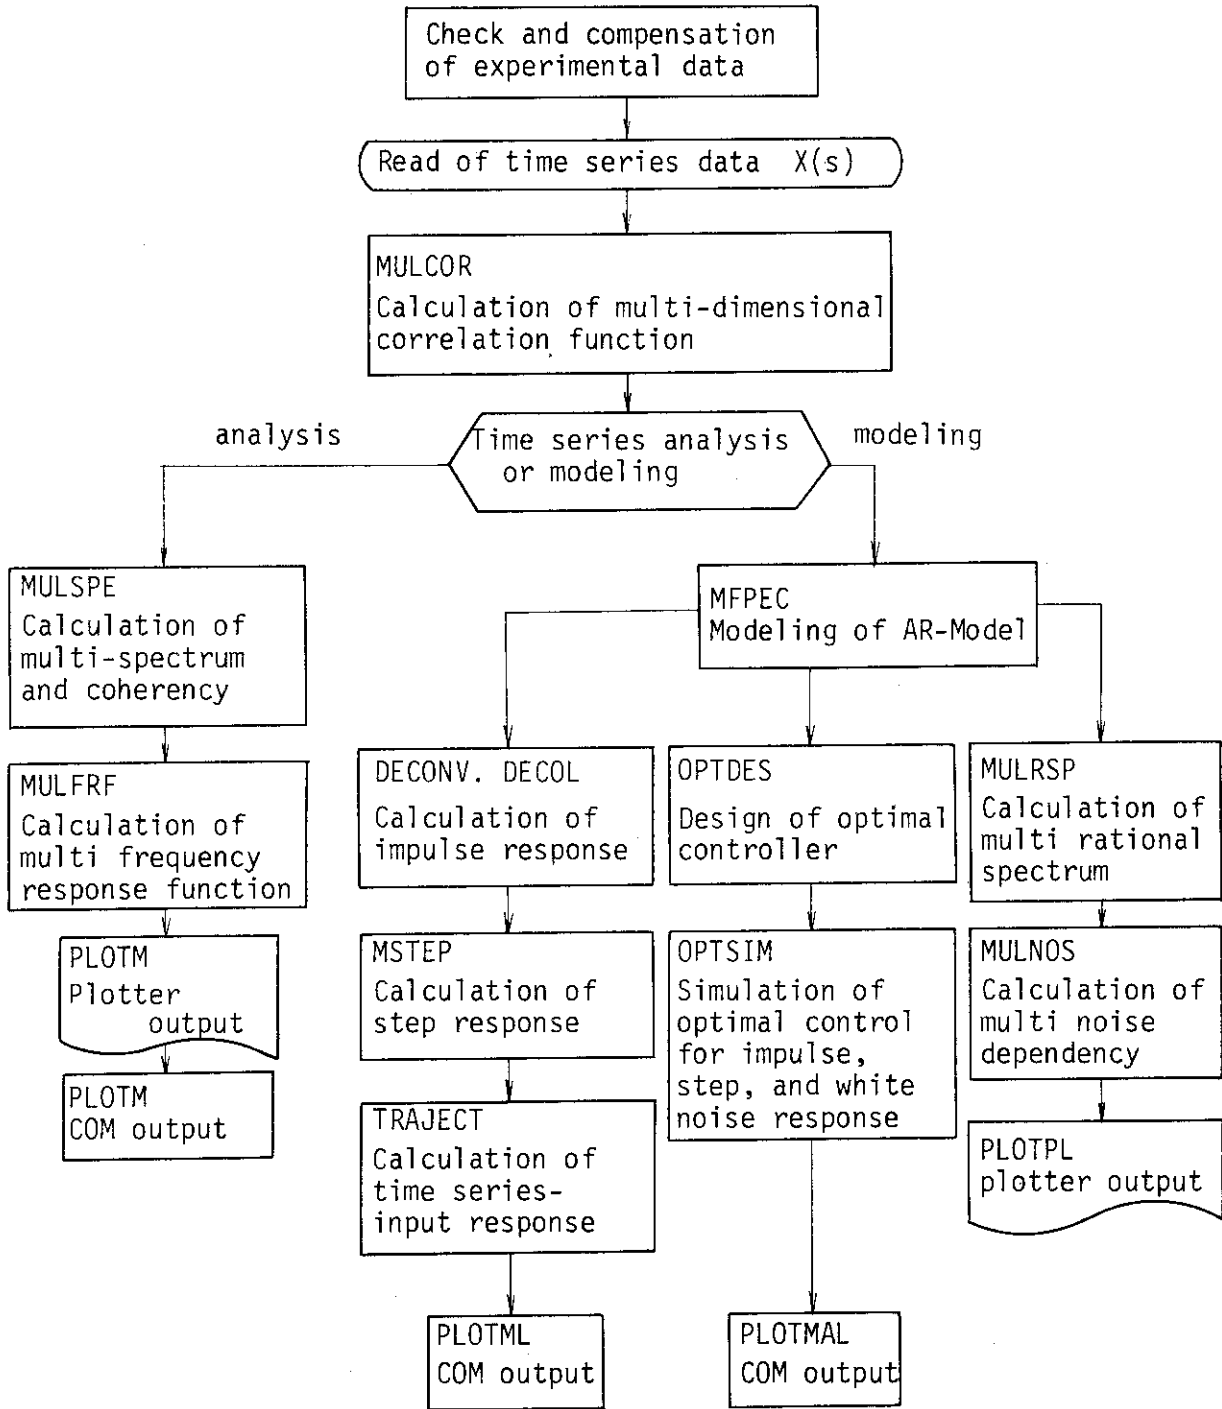 Check and compensation
of experimental data
Read of time series data X(s)
MULCOR
Calculation of multi-dimensional
correlation function
analysis
Time series analysis
or modeling
modeling
MULSPE
Calculation of
multi-spectrum
and coherency
MULFRF
Calculation of
multi frequency
response function
PLOTM
Plotter
output
PLOTM
COM output
MFPEC
Modeling of AR-Model
DECONV. DECOL
Calculation of
impulse response
MSTEP
Calculation of
step response
TRAJECT
Calculation of
time series-
input response
PLOTML
COM output
OPTDES
Design of optimal
controller
OPTSIM
Simulation of
optimal control
for impulse,
step, and white
noise response
PLOTMAL
COM output
MULRSP
Calculation of
multi rational
spectrum
MULNOS
Calculation of
multi noise
dependency
PLOTPL
plotter output